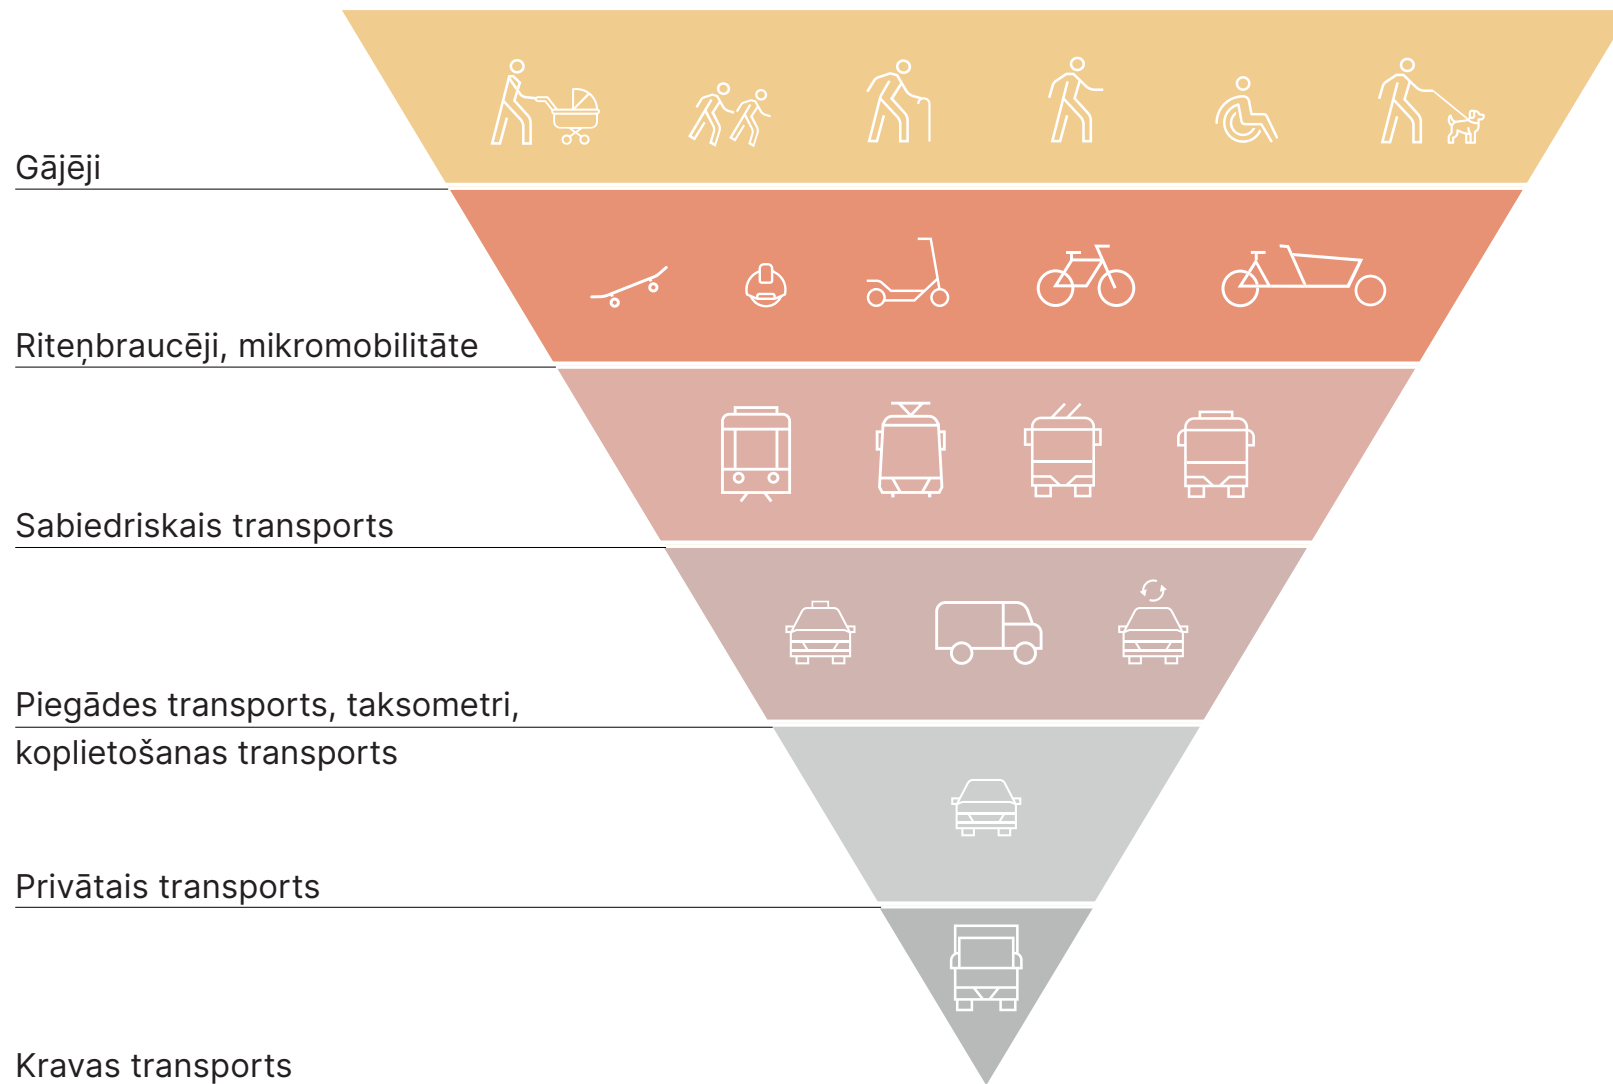 Gājēji
Riteņbraucēji, mikromobilitāte
Sabiedriskais transports
Piegādes transports, taksometri,
koplietošanas transports
Privātais transports
Kravas transports